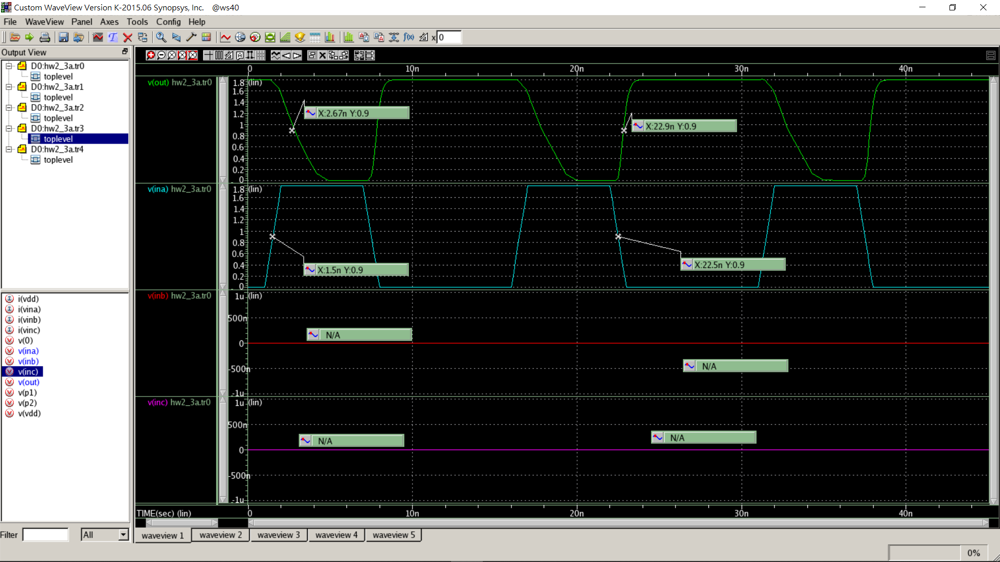 Custom WaveView Version K-2015.06 Synopsys, Inc. @ws40
File WaveView Panel Axes Tools Config Help
x 0
Output View
D0:hw2_3a.tr0
toplevel
D0:hw2_3a.tr1
toplevel
D0:hw2_3a.tr2
toplevel
D0:hw2_3a.tr3
toplevel
D0:hw2_3a.tr4
toplevel
i(vdd)
i(vina)
i(vinb)
i(vinc)
v(0)
v(ina)
v(inb)
v(inc)
v(out)
v(p1)
v(p2)
v(vdd)
Filter All
0 10n 20n 30n 40n
v(out) hw2_3a.tr0
1.8 (lin)
1.6
1.4
1.2
1
0.8
0.6
0.4
0.2
0
X:2.67n Y:0.9
X:22.9n Y:0.9
v(ina) hw2_3a.tr0
1.8 (lin)
1.6
1.4
1.2
1
0.8
0.6
0.4
0.2
0
X:1.5n Y:0.9
X:22.5n Y:0.9
v(inb) hw2_3a.tr0
1u (lin)
500n
0
-500n
-1u
N/A
N/A
v(inc) hw2_3a.tr0
1u (lin)
500n
0
-500n
-1u
N/A
N/A
TIME(sec) (lin) 0 10n 20n 30n 40n
waveview 1 waveview 2 waveview 3 waveview 4 waveview 5
0%